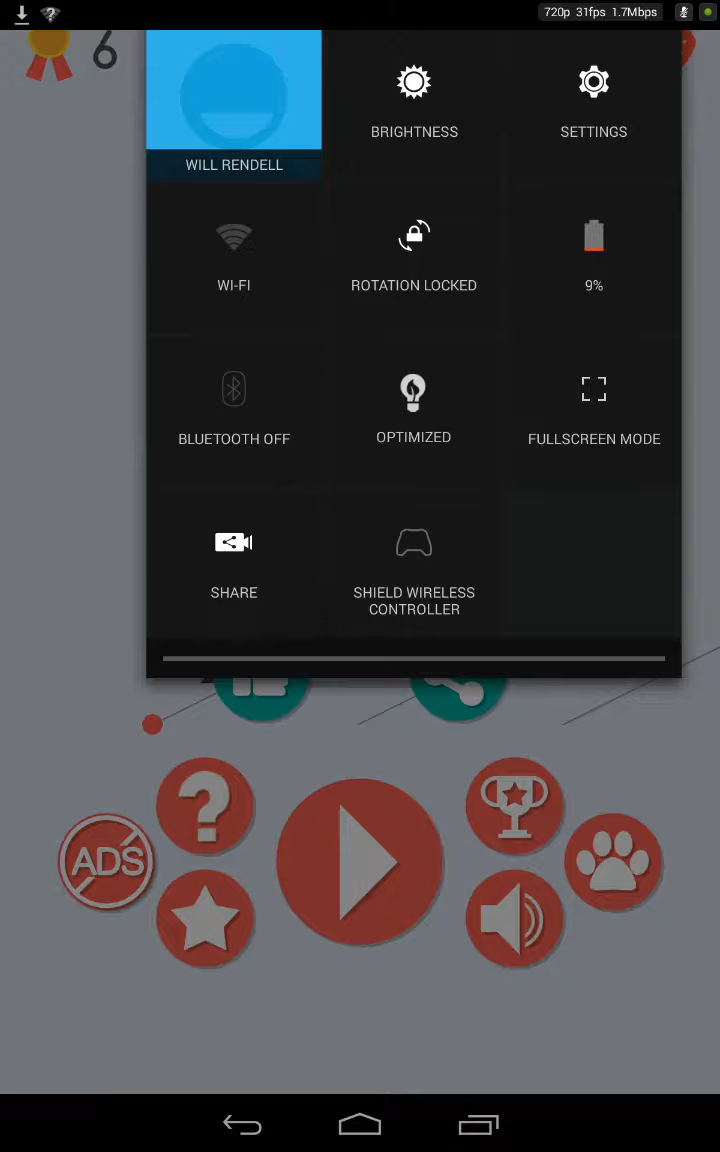 720p 31fps 1.7Mbps
6
WILL RENDELL
BRIGHTNESS
SETTINGS
WI-FI
ROTATION LOCKED
9%
BLUETOOTH OFF
OPTIMIZED
FULLSCREEN MODE
SHARE
SHIELD WIRELESS
CONTROLLER
?
ADS